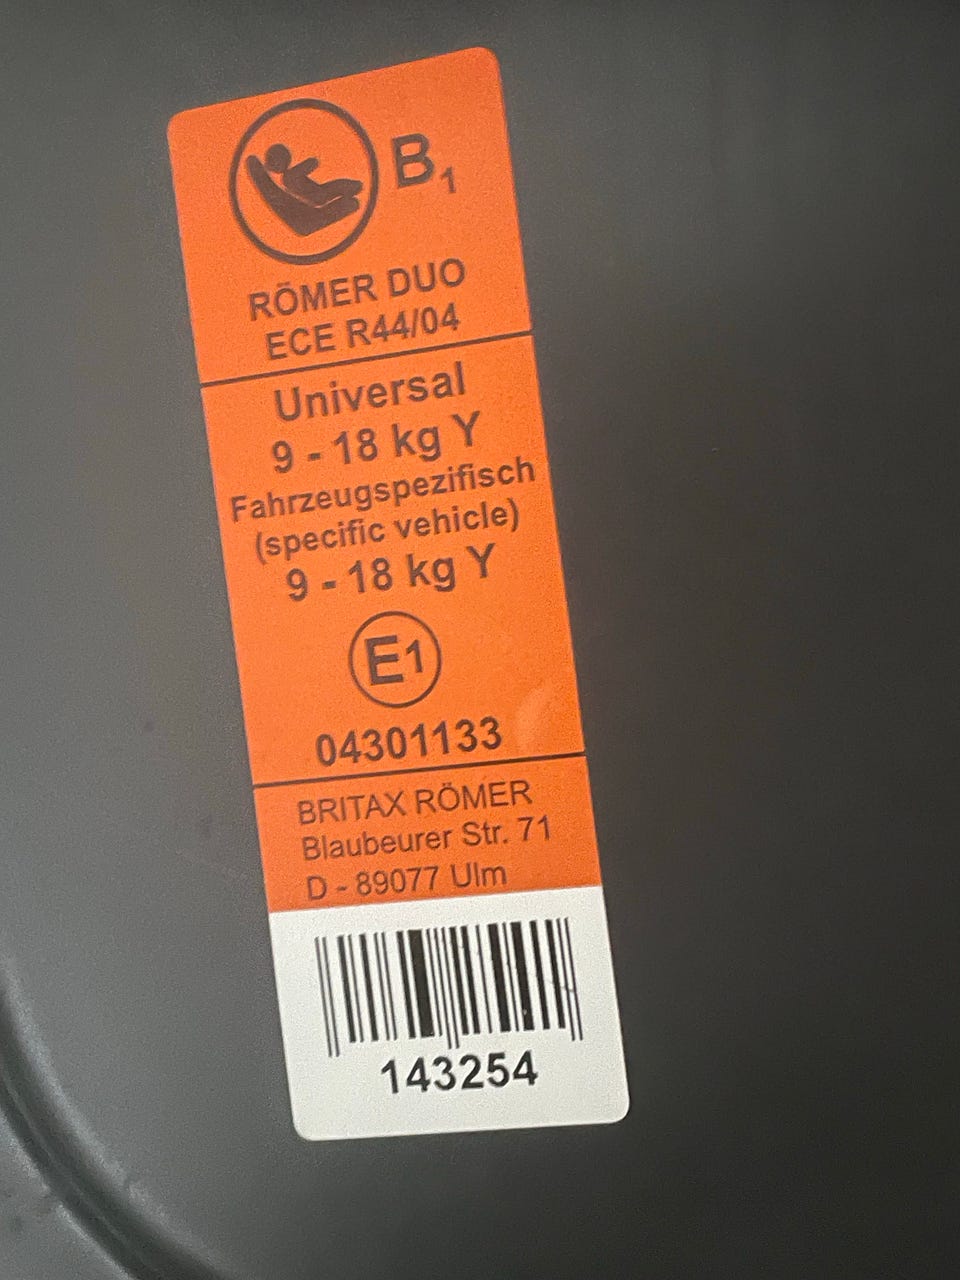 B1
RÖMER DUO
ECE R44/04
Universal
9 - 18 kg Y
Fahrzeugspezifisch
(specific vehicle)
9 - 18 kg Y
E1
04301133
BRITAX RÖMER
Blaubeurer Str. 71
D - 89077 Ulm
143254